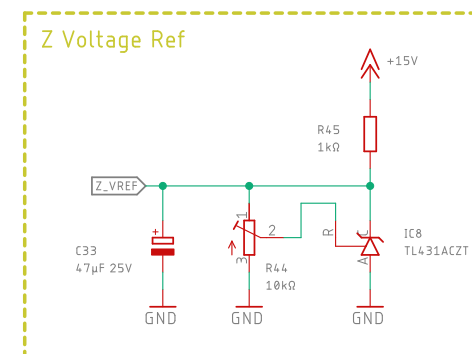 Z Voltage Ref
+15V
R45
1kΩ
Z_VREF
1
2
3
R
C
A
IC8
TL431ACZT
C33
+
47µF 25V
R44
10kΩ
GND
GND
GND